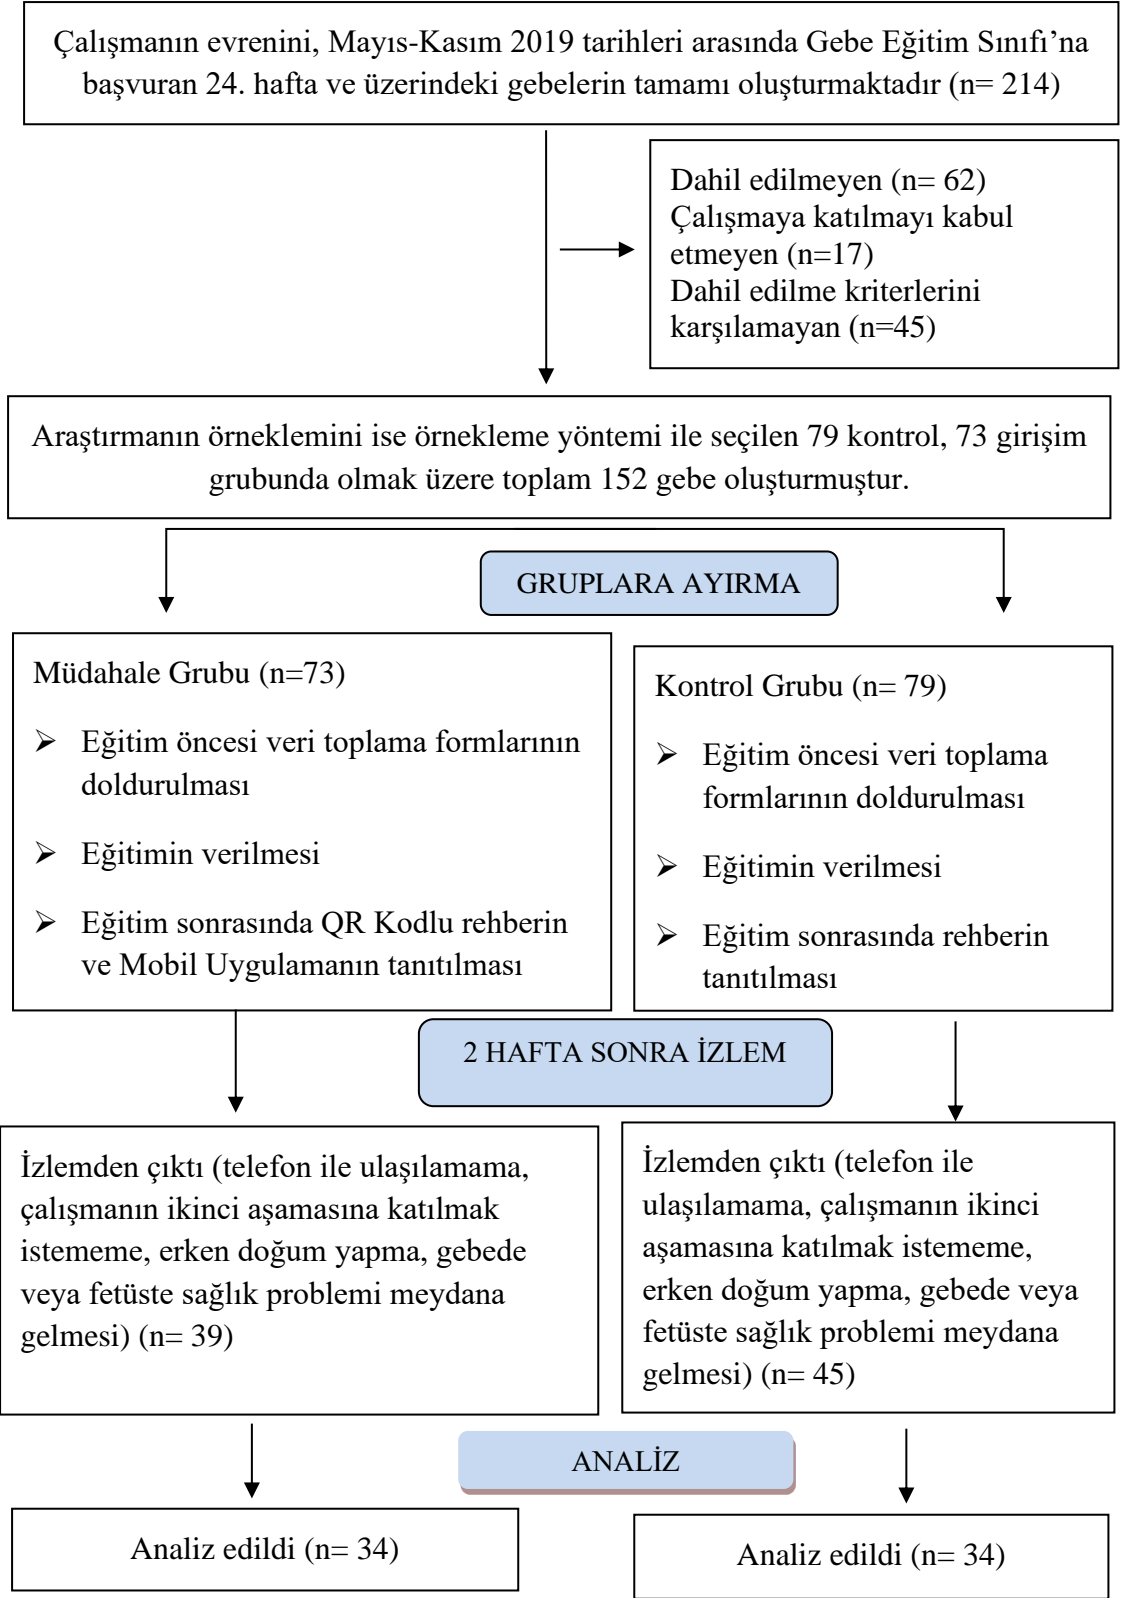 Çalışmanın evrenini, Mayıs-Kasım 2019 tarihleri arasında Gebe Eğitim Sınıfı’na
başvuran 24. hafta ve üzerindeki gebelerin tamamı oluşturmaktadır (n= 214)
Dahil edilmeyen (n= 62)
Çalışmaya katılmayı kabul
etmeyen (n=17)
Dahil edilme kriterlerini
karşılamayan (n=45)
Araştırmanın örneklemini ise örnekleme yöntemi ile seçilen 79 kontrol, 73 girişim
grubunda olmak üzere toplam 152 gebe oluşturmuştur.
GRUPLARA AYIRMA
Müdahale Grubu (n=73)
➢ Eğitim öncesi veri toplama formlarının
doldurulması
➢ Eğitimin verilmesi
➢ Eğitim sonrasında QR Kodlu rehberin
ve Mobil Uygulamanın tanıtılması
Kontrol Grubu (n= 79)
➢ Eğitim öncesi veri toplama
formlarının doldurulması
➢ Eğitimin verilmesi
➢ Eğitim sonrasında rehberin
tanıtılması
2 HAFTA SONRA İZLEM
İzlemden çıktı (telefon ile ulaşılamama,
çalışmanın ikinci aşamasına katılmak
istememe, erken doğum yapma, gebede
veya fetüste sağlık problemi meydana
gelmesi) (n= 39)
İzlemden çıktı (telefon ile
ulaşılamama, çalışmanın ikinci
aşamasına katılmak istememe,
erken doğum yapma, gebede veya
fetüste sağlık problemi meydana
gelmesi) (n= 45)
ANALİZ
Analiz edildi (n= 34)
Analiz edildi (n= 34)